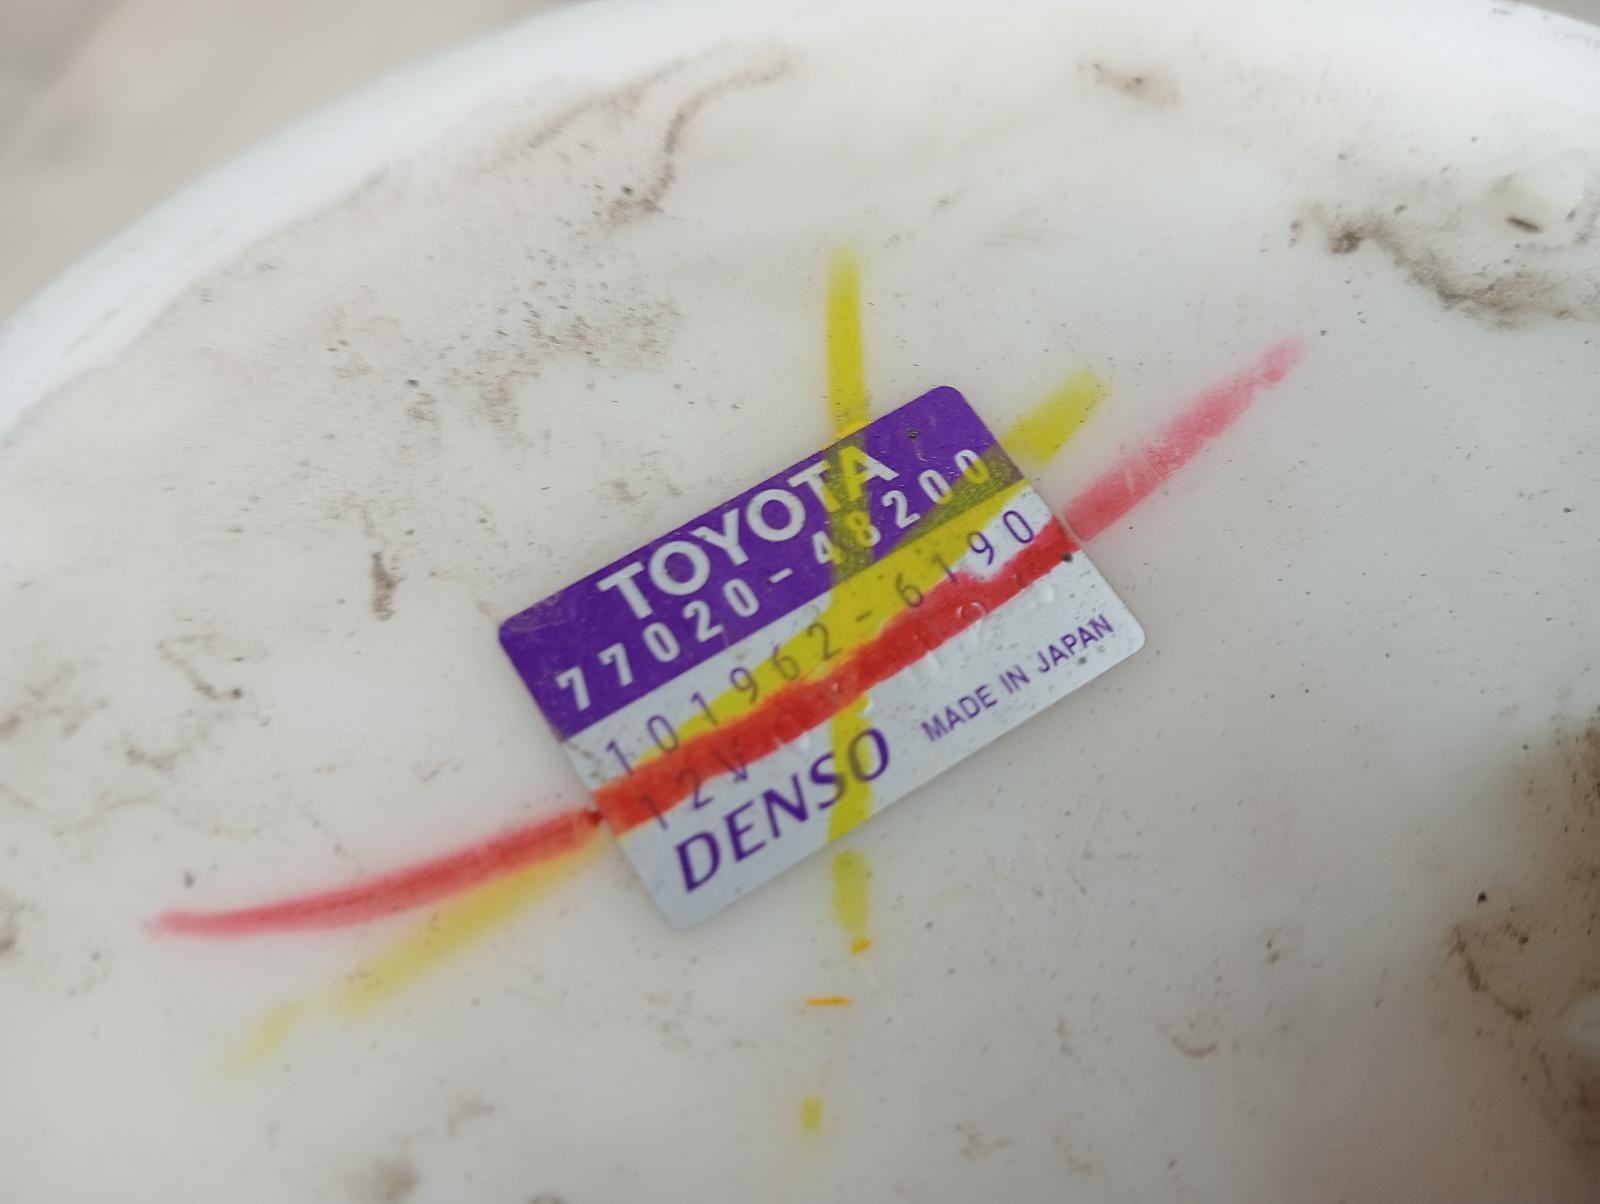 TOYOTA
77020-48200
101962-6190
12V
DENSO MADE IN JAPAN